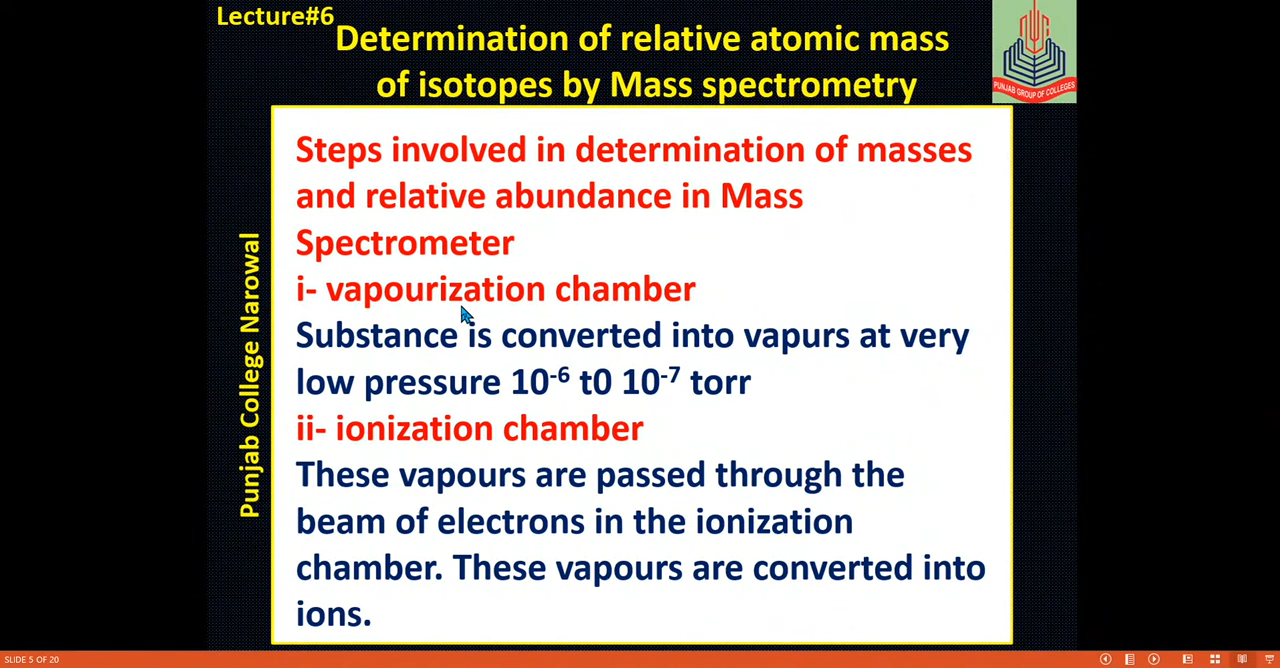 Lecture#6
Determination of relative atomic mass
of isotopes by Mass spectrometry
PUNJAB GROUP OF COLLEGES
Punjab College Narowal
Steps involved in determination of masses
and relative abundance in Mass
Spectrometer
i- vapourization chamber
Substance is converted into vapurs at very
low pressure 10⁻⁶ t0 10⁻⁷ torr
ii- ionization chamber
These vapours are passed through the
beam of electrons in the ionization
chamber. These vapours are converted into
ions.
SLIDE 5 OF 20